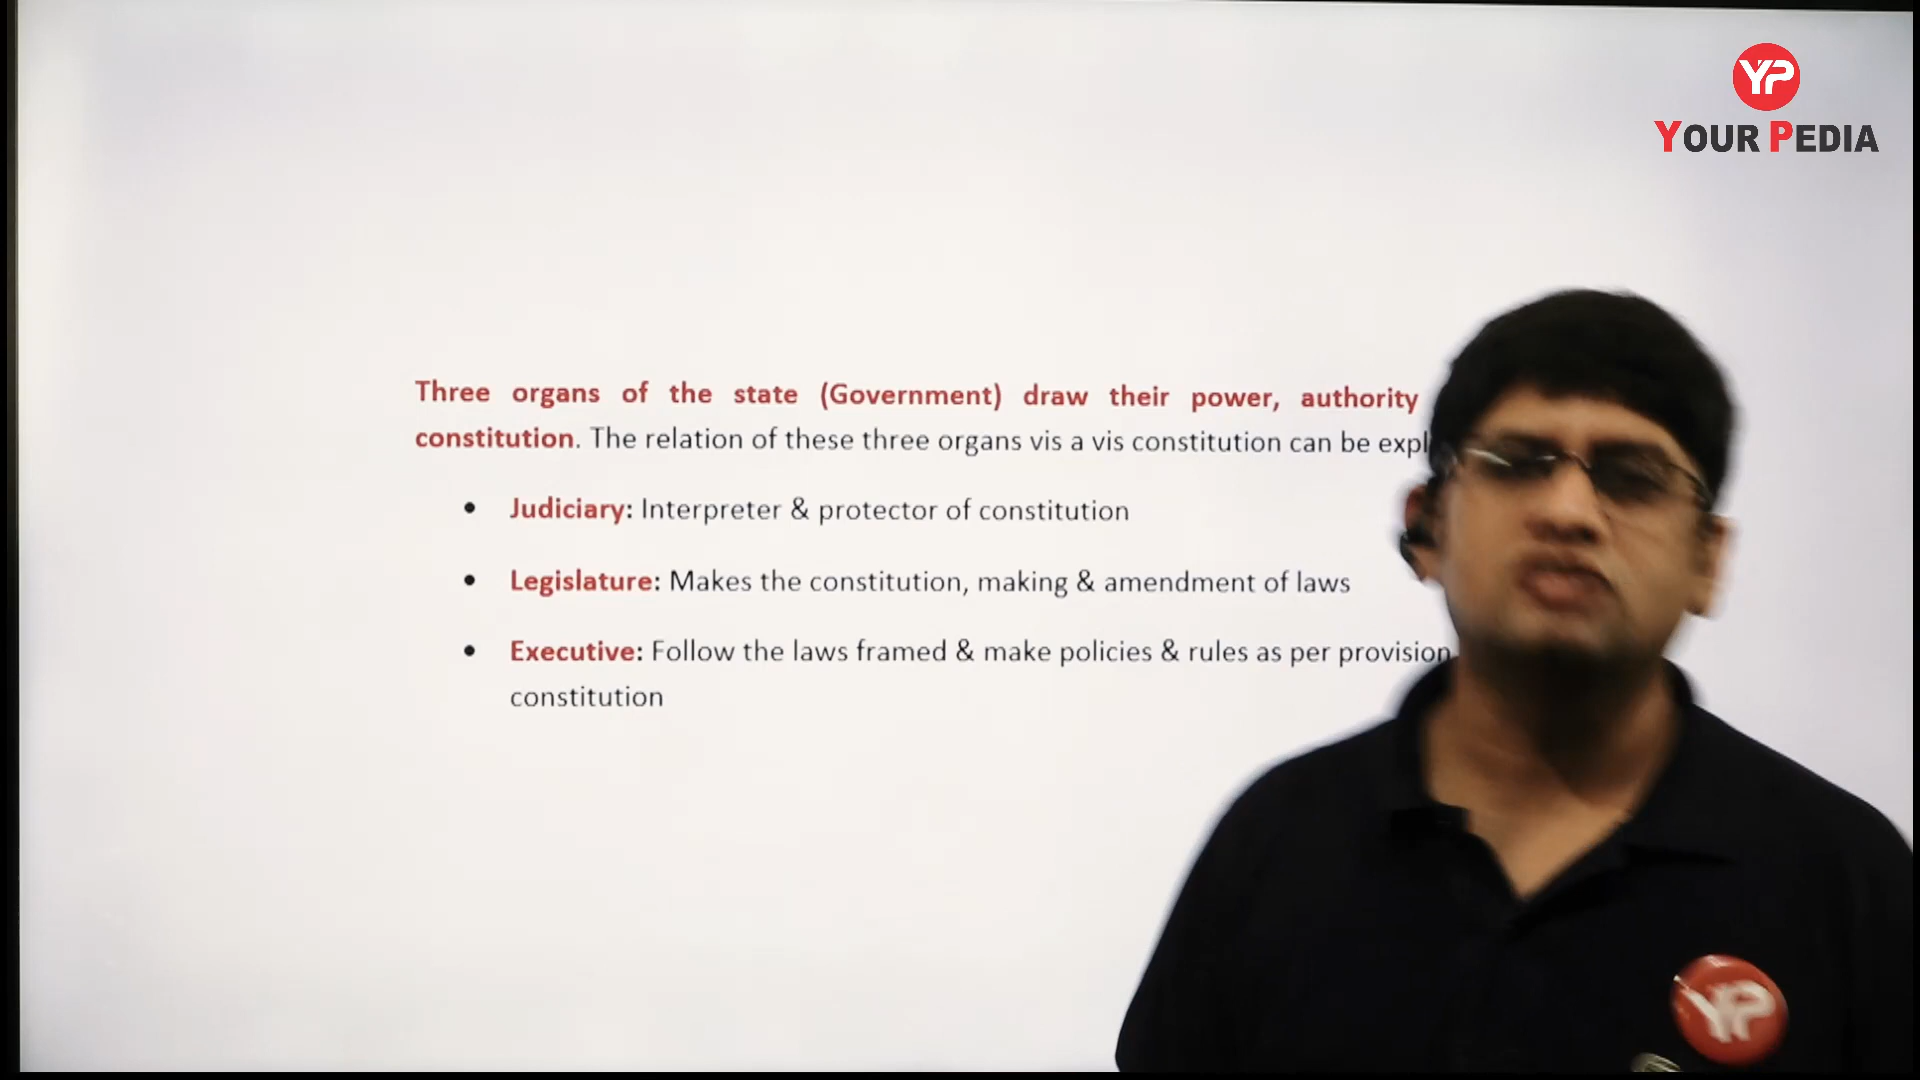 YP
YOUR PEDIA
Three organs of the state (Government) draw their power, authority
constitution. The relation of these three organs vis a vis constitution can be
• Judiciary: Interpreter & protector of constitution
• Legislature: Makes the constitution, making & amendment of laws
• Executive: Follow the laws framed & make policies & rules as per provision
constitution
YP